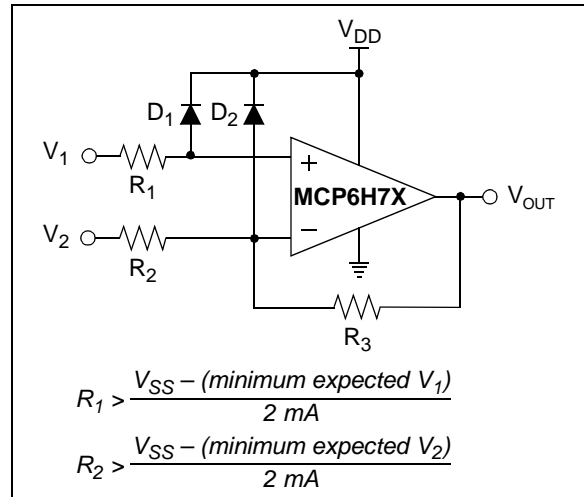 V_DD
D_1 D_2
V_1
R_1
+
MCP6H7X
V_OUT
V_2
R_2
−
R_3
R_1 > V_SS – (minimum expected V_1) / 2 mA
R_2 > V_SS – (minimum expected V_2) / 2 mA